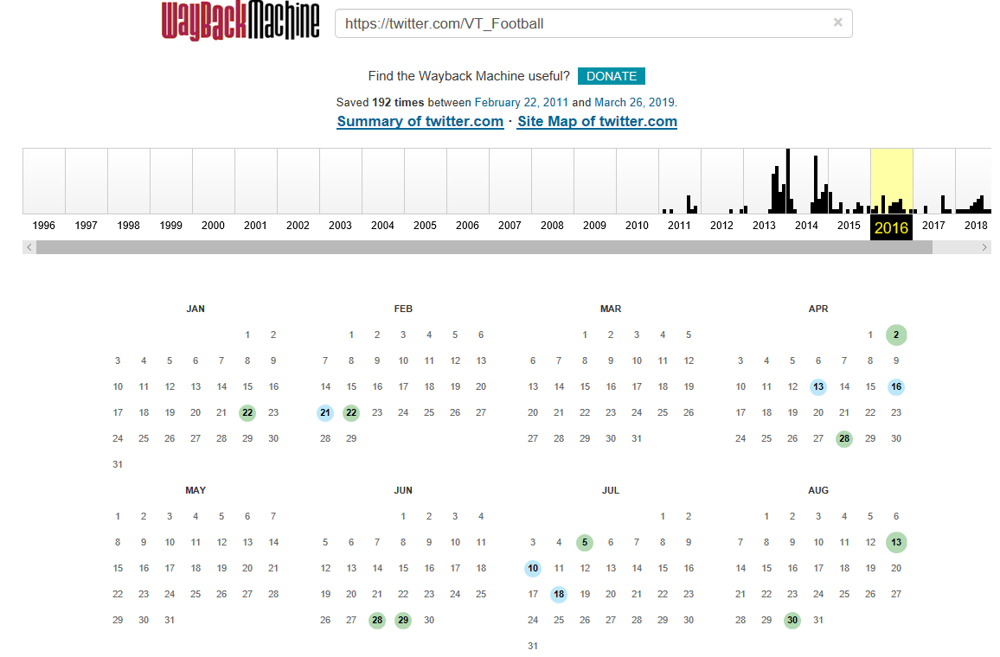 WayBackMachine
https://twitter.com/VT_Football ×
Find the Wayback Machine useful? DONATE
Saved 192 times between February 22, 2011 and March 26, 2019.
Summary of twitter.com · Site Map of twitter.com
1996 1997 1998 1999 2000 2001 2002 2003 2004 2005 2006 2007 2008 2009 2010 2011 2012 2013 2014 2015 2016 2017 2018
JAN FEB MAR APR
1 2 1 2 3 4 5 6 1 2 3 4 5 1 2
3 4 5 6 7 8 9 7 8 9 10 11 12 13 6 7 8 9 10 11 12 3 4 5 6 7 8 9
10 11 12 13 14 15 16 14 15 16 17 18 19 20 13 14 15 16 17 18 19 10 11 12 13 14 15 16
17 18 19 20 21 22 23 21 22 23 24 25 26 27 20 21 22 23 24 25 26 17 18 19 20 21 22 23
24 25 26 27 28 29 30 28 29 27 28 29 30 31 24 25 26 27 28 29 30
31
MAY JUN JUL AUG
1 2 3 4 5 6 7 1 2 3 4 1 2 1 2 3 4 5 6
8 9 10 11 12 13 14 5 6 7 8 9 10 11 3 4 5 6 7 8 9 7 8 9 10 11 12 13
15 16 17 18 19 20 21 12 13 14 15 16 17 18 10 11 12 13 14 15 16 14 15 16 17 18 19 20
22 23 24 25 26 27 28 19 20 21 22 23 24 25 17 18 19 20 21 22 23 21 22 23 24 25 26 27
29 30 31 26 27 28 29 30 24 25 26 27 28 29 30 28 29 30 31
31